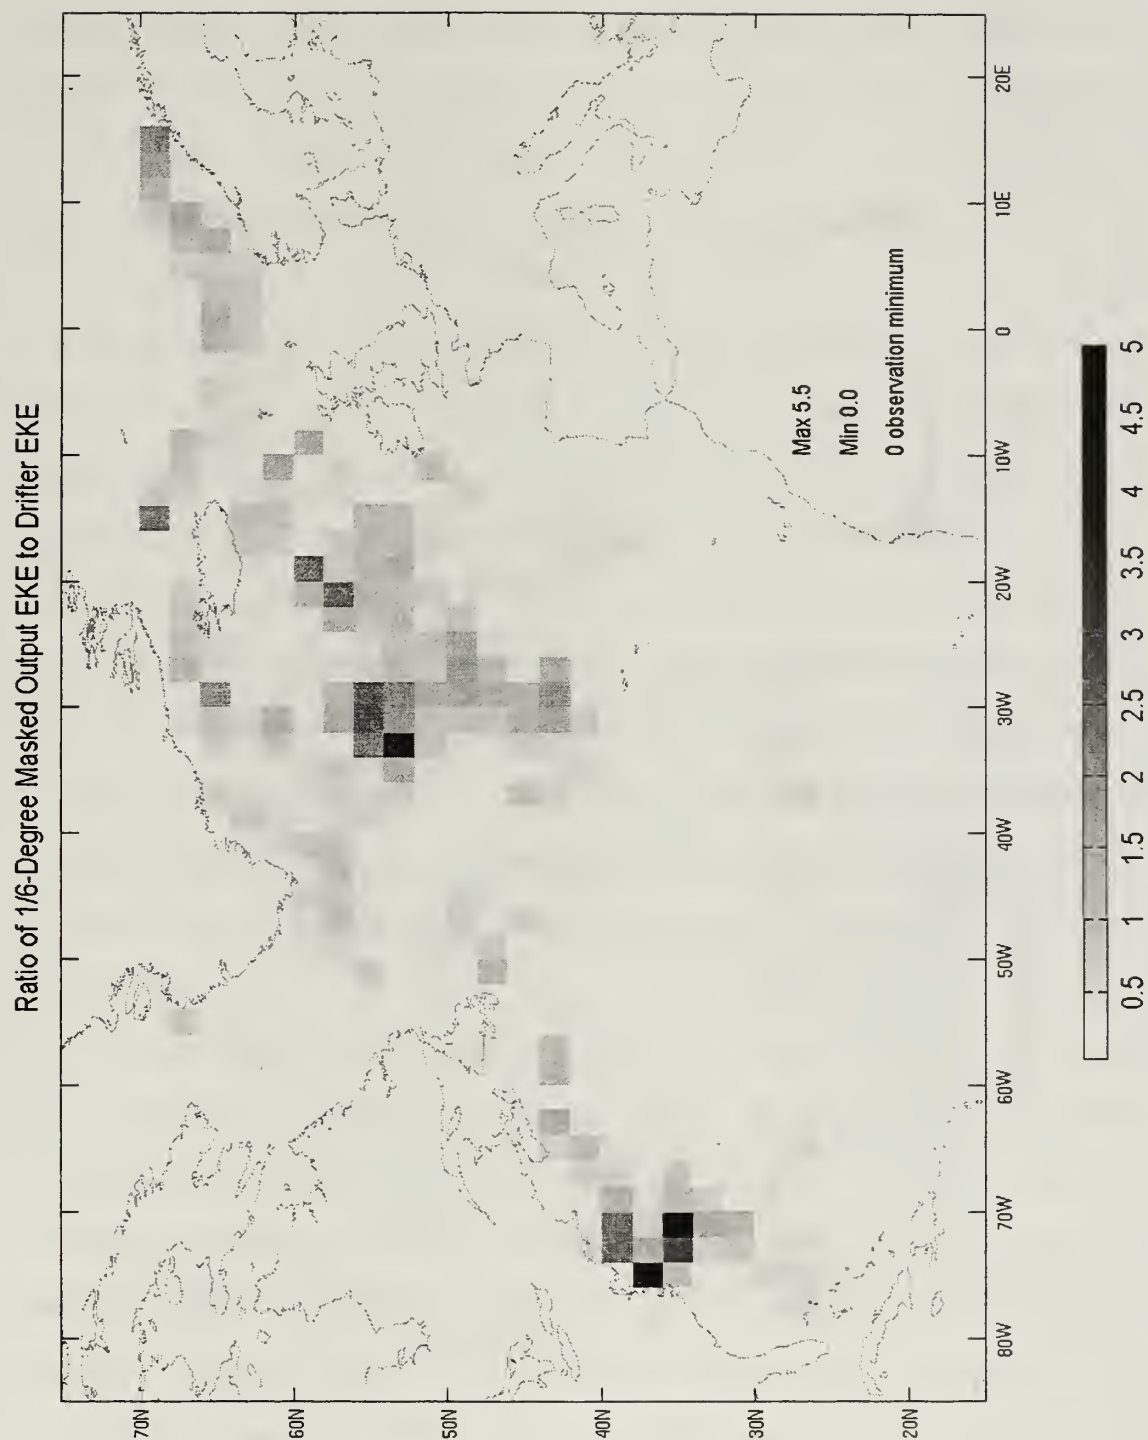 Ratio of 1/6-Degree Masked Output EKE to Drifter EKE
70N
60N
50N
40N
30N
20N
80W
70W
60W
50W
40W
30W
20W
10W
0
10E
20E
Max 5.5
Min 0.0
0 observation minimum
0.5
1
1.5
2
2.5
3
3.5
4
4.5
5